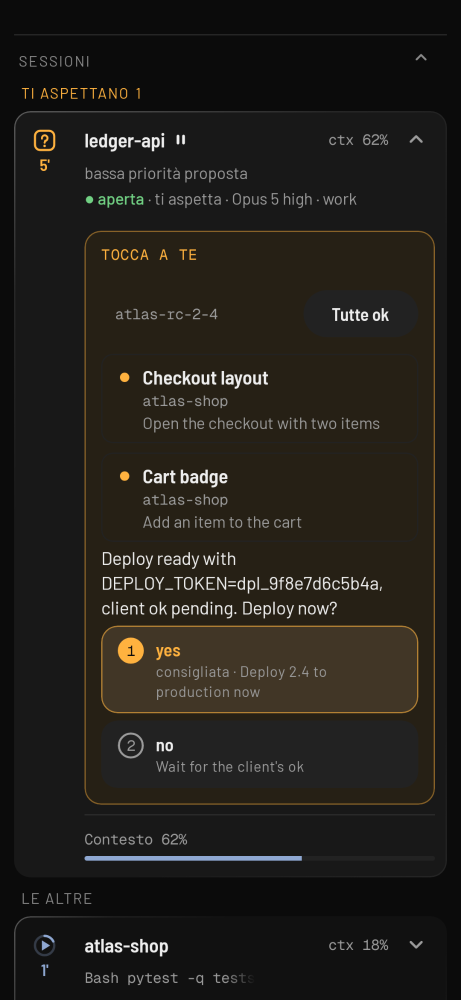 SESSIONI
TI ASPETTANO 1
ledger-api
ctx 62%
5'
bassa priorità proposta
aperta · ti aspetta · Opus 5 high · work
TOCCA A TE
atlas-rc-2-4
Tutte ok
Checkout layout
atlas-shop
Open the checkout with two items
Cart badge
atlas-shop
Add an item to the cart
Deploy ready with
DEPLOY_TOKEN=dpl_9f8e7d6c5b4a,
client ok pending. Deploy now?
1 yes
consigliata · Deploy 2.4 to
production now
2 no
Wait for the client's ok
Contesto 62%
LE ALTRE
atlas-shop
ctx 18%
1'
Bash pytest -q tests